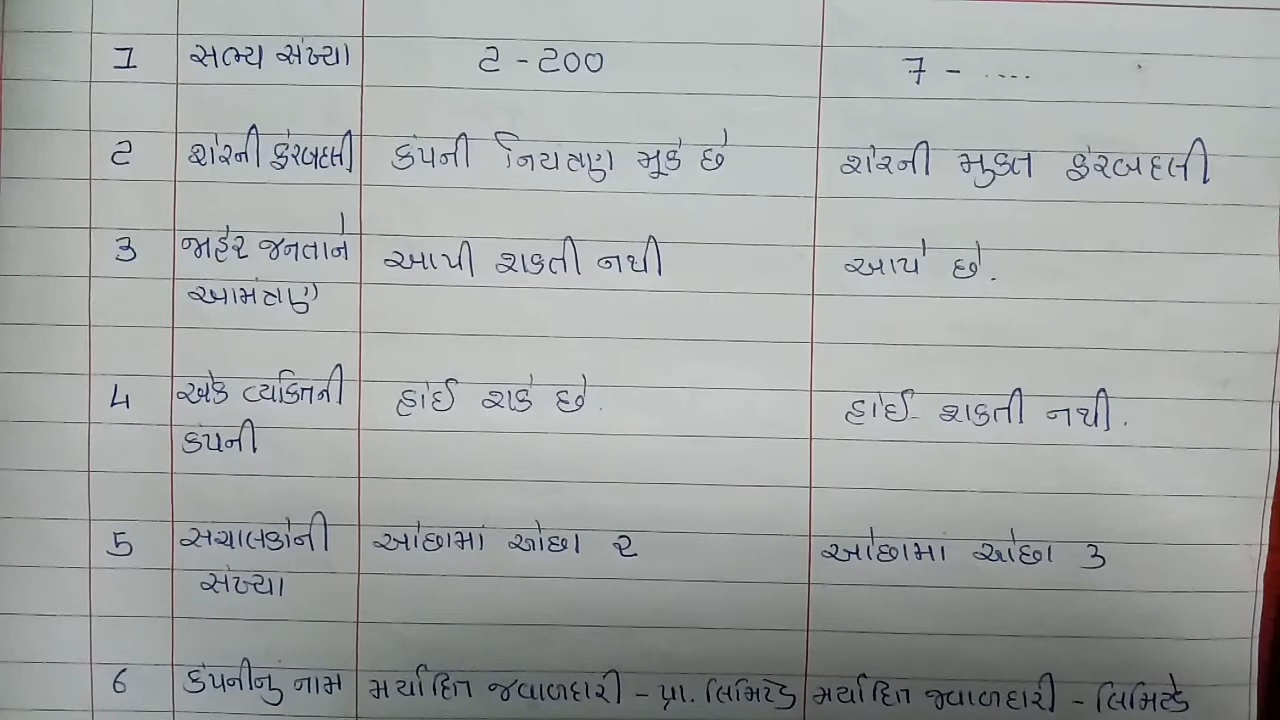 1 સભ્ય સંખ્યા 2 - 200 7 - ....
2 શેરની ફેરબદલી કંપની નિયંત્રણ મૂકે છે શેરની મુક્ત ફેરબદલી
3 જાહેર જનતાને આપી શકતી નથી આપે છે.
આમંત્રણ
4 એક વ્યક્તિની હોઈ શકે છે. હોઈ શકતી નથી.
કંપની
5 સંચાલકોની ઓછામાં ઓછા 2 ઓછામાં ઓછા 3
સંખ્યા
6 કંપનીનું નામ મર્યાદિત જવાબદારી - પ્રા. લિમિટેડ મર્યાદિત જવાબદારી - લિમિટેડ